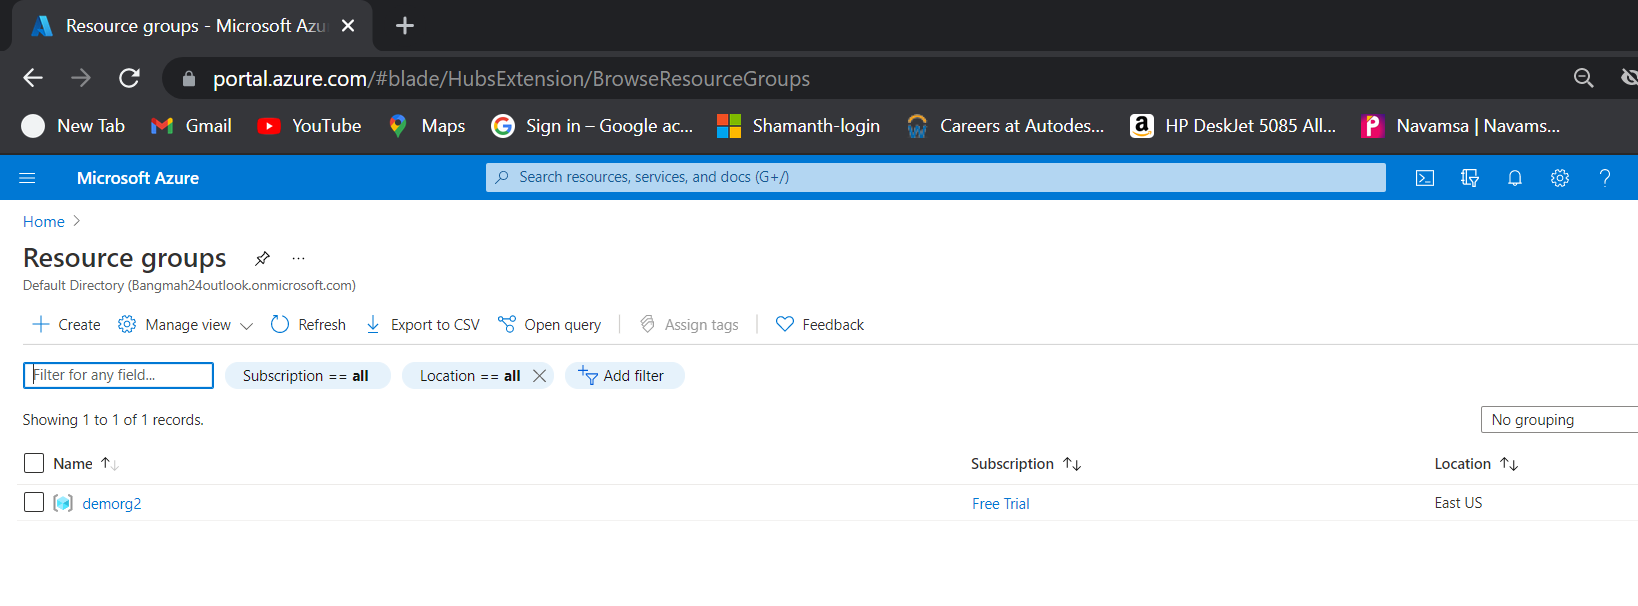 Resource groups - Microsoft Azu
portal.azure.com/#blade/HubsExtension/BrowseResourceGroups
New Tab Gmail YouTube Maps Sign in – Google ac... Shamanth-login Careers at Autodes... HP DeskJet 5085 All... Navamsa | Navams...
Microsoft Azure Search resources, services, and docs (G+/)
Home >
Resource groups ...
Default Directory (Bangmah24outlook.onmicrosoft.com)
+ Create Manage view Refresh Export to CSV Open query Assign tags Feedback
Filter for any field... Subscription == all Location == all Add filter
Showing 1 to 1 of 1 records.
No grouping
Name Subscription Location
demorg2 Free Trial East US